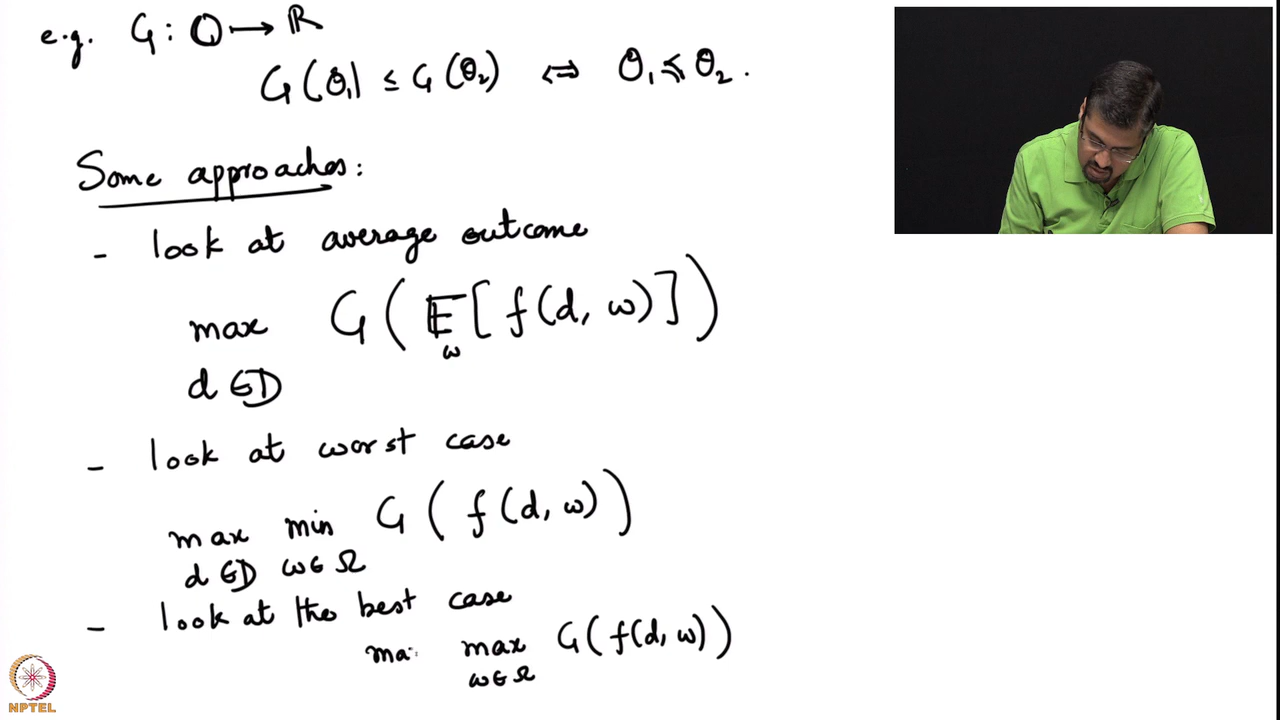 e.g. G : O → ℝ
G(θ₁) ≤ G(θ₂) ⇔ θ₁ ≼ θ₂.
Some approaches:
- look at average outcome
max G ( 𝔼 [ f(d, ω) ] )
d ∈ D ω
- look at worst case
max min G ( f(d, ω) )
d ∈ D ω ∈ Ω
- look at the best case
ma max G ( f(d, ω) )
ω ∈ Ω
NPTEL